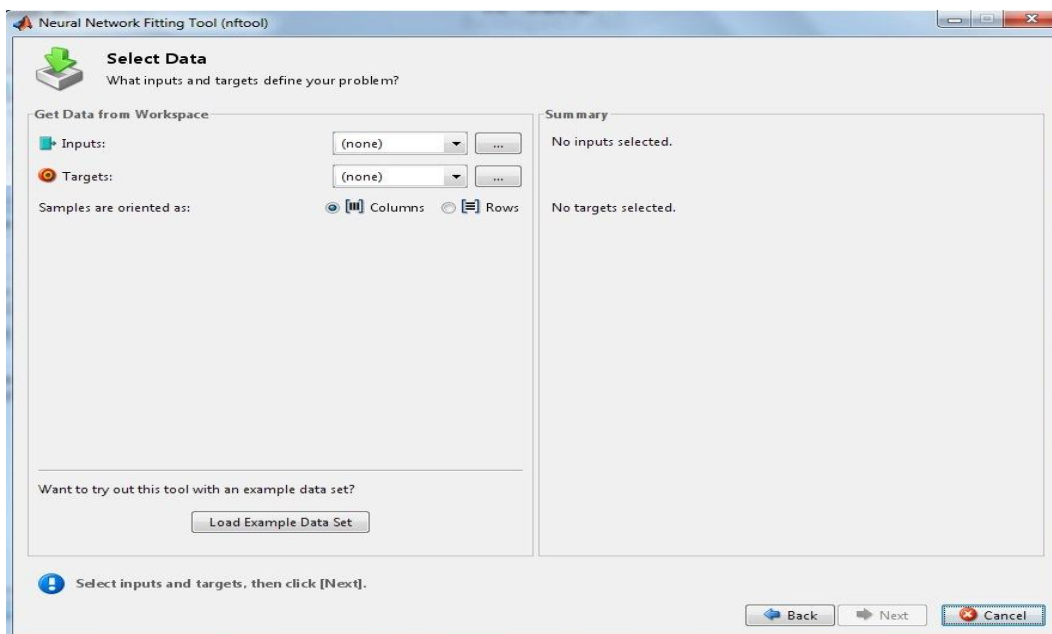 Neural Network Fitting Tool (nftool)
Select Data
What inputs and targets define your problem?
Get Data from Workspace
Inputs: (none) ...
Targets: (none) ...
Samples are oriented as: Columns Rows
Want to try out this tool with an example data set?
Load Example Data Set
Summary
No inputs selected.
No targets selected.
Select inputs and targets, then click [Next].
Back Next Cancel